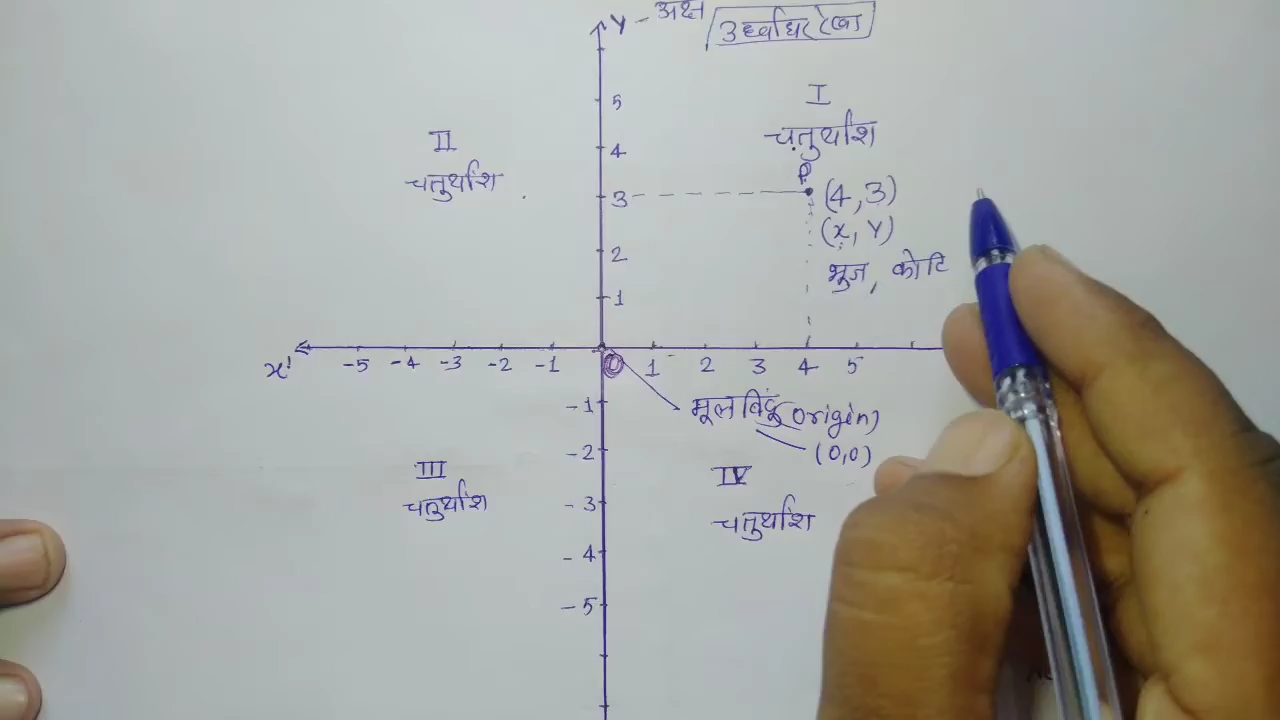 Y - अक्ष उर्ध्वाधर रेखा
I
चतुर्थांश
II
चतुर्थांश
5
4
3
2
1
P
(4, 3)
(x, Y)
भुज, कोटि
x' -5 -4 -3 -2 -1 0 1 2 3 4 5
-1
-2
-3
-4
-5
मूल बिंदु (origin)
(0,0)
III
चतुर्थांश
IV
चतुर्थांश